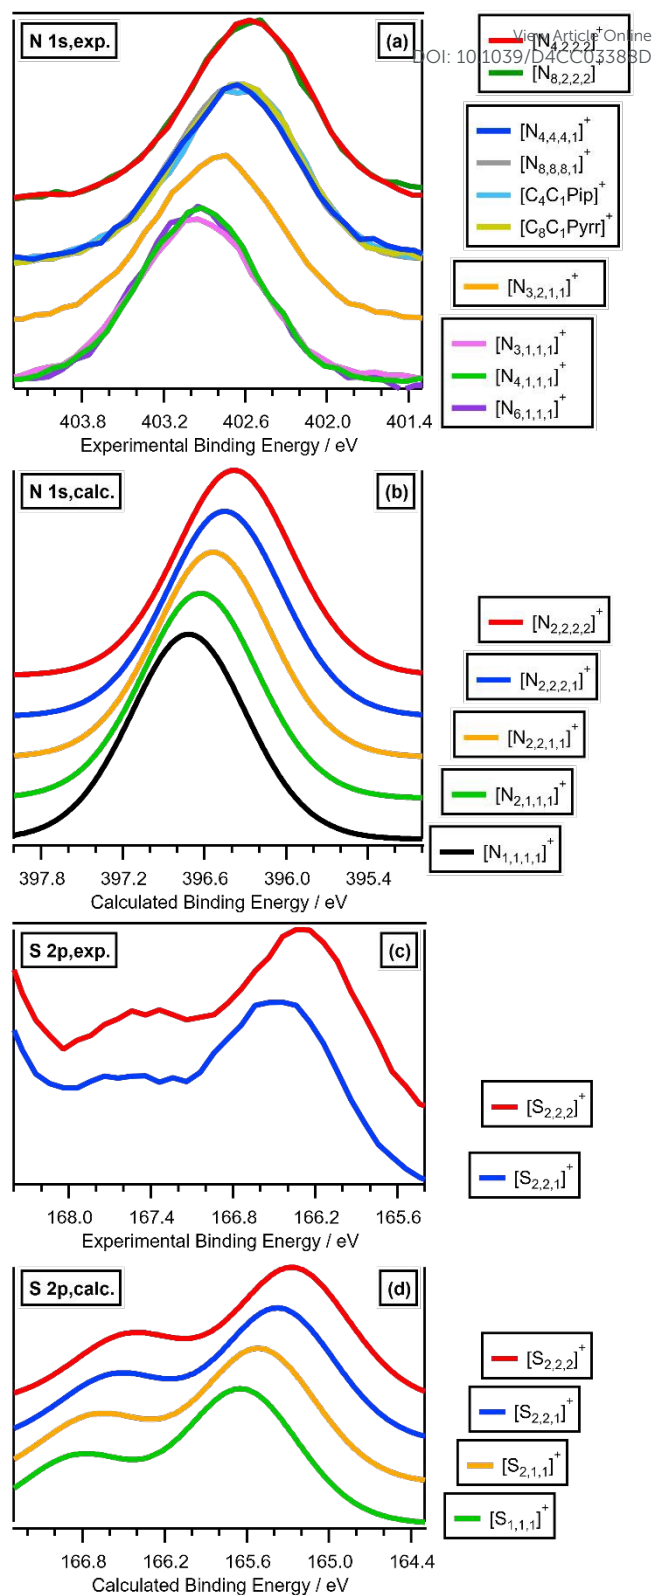 N 1s,exp.
(a)
View Article Online
DOI: 10.1039/D4CC03383D
[N4,2,2,2]+
[N8,2,2,2]+
[N4,4,4,1]+
[N8,8,8,1]+
[C4C1Pip]+
[C8C1Pyrr]+
[N3,2,1,1]+
[N3,1,1,1]+
[N4,1,1,1]+
[N6,1,1,1]+
403.8 403.2 402.6 402.0 401.4
Experimental Binding Energy / eV
N 1s,calc.
(b)
[N2,2,2,2]+
[N2,2,2,1]+
[N2,2,1,1]+
[N2,1,1,1]+
[N1,1,1,1]+
397.8 397.2 396.6 396.0 395.4
Calculated Binding Energy / eV
S 2p,exp.
(c)
[S2,2,2]+
[S2,2,1]+
168.0 167.4 166.8 166.2 165.6
Experimental Binding Energy / eV
S 2p,calc.
(d)
[S2,2,2]+
[S2,2,1]+
[S2,1,1]+
[S1,1,1]+
166.8 166.2 165.6 165.0 164.4
Calculated Binding Energy / eV